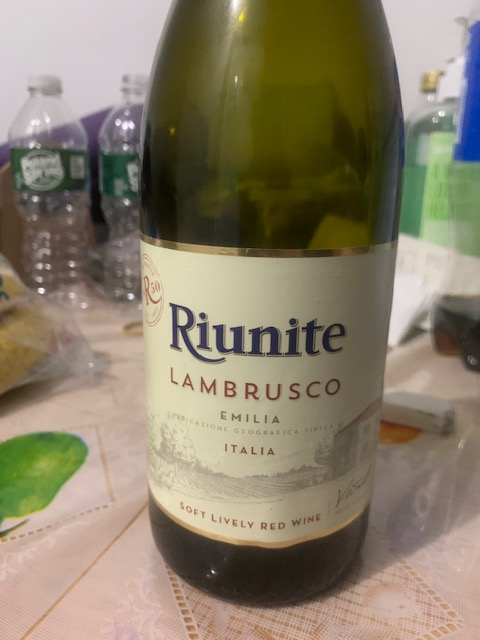 R50
Riunite
LAMBRUSCO
EMILIA
INDICAZIONE GEOGRAFICA TIPICA
ITALIA
SOFT LIVELY RED WINE